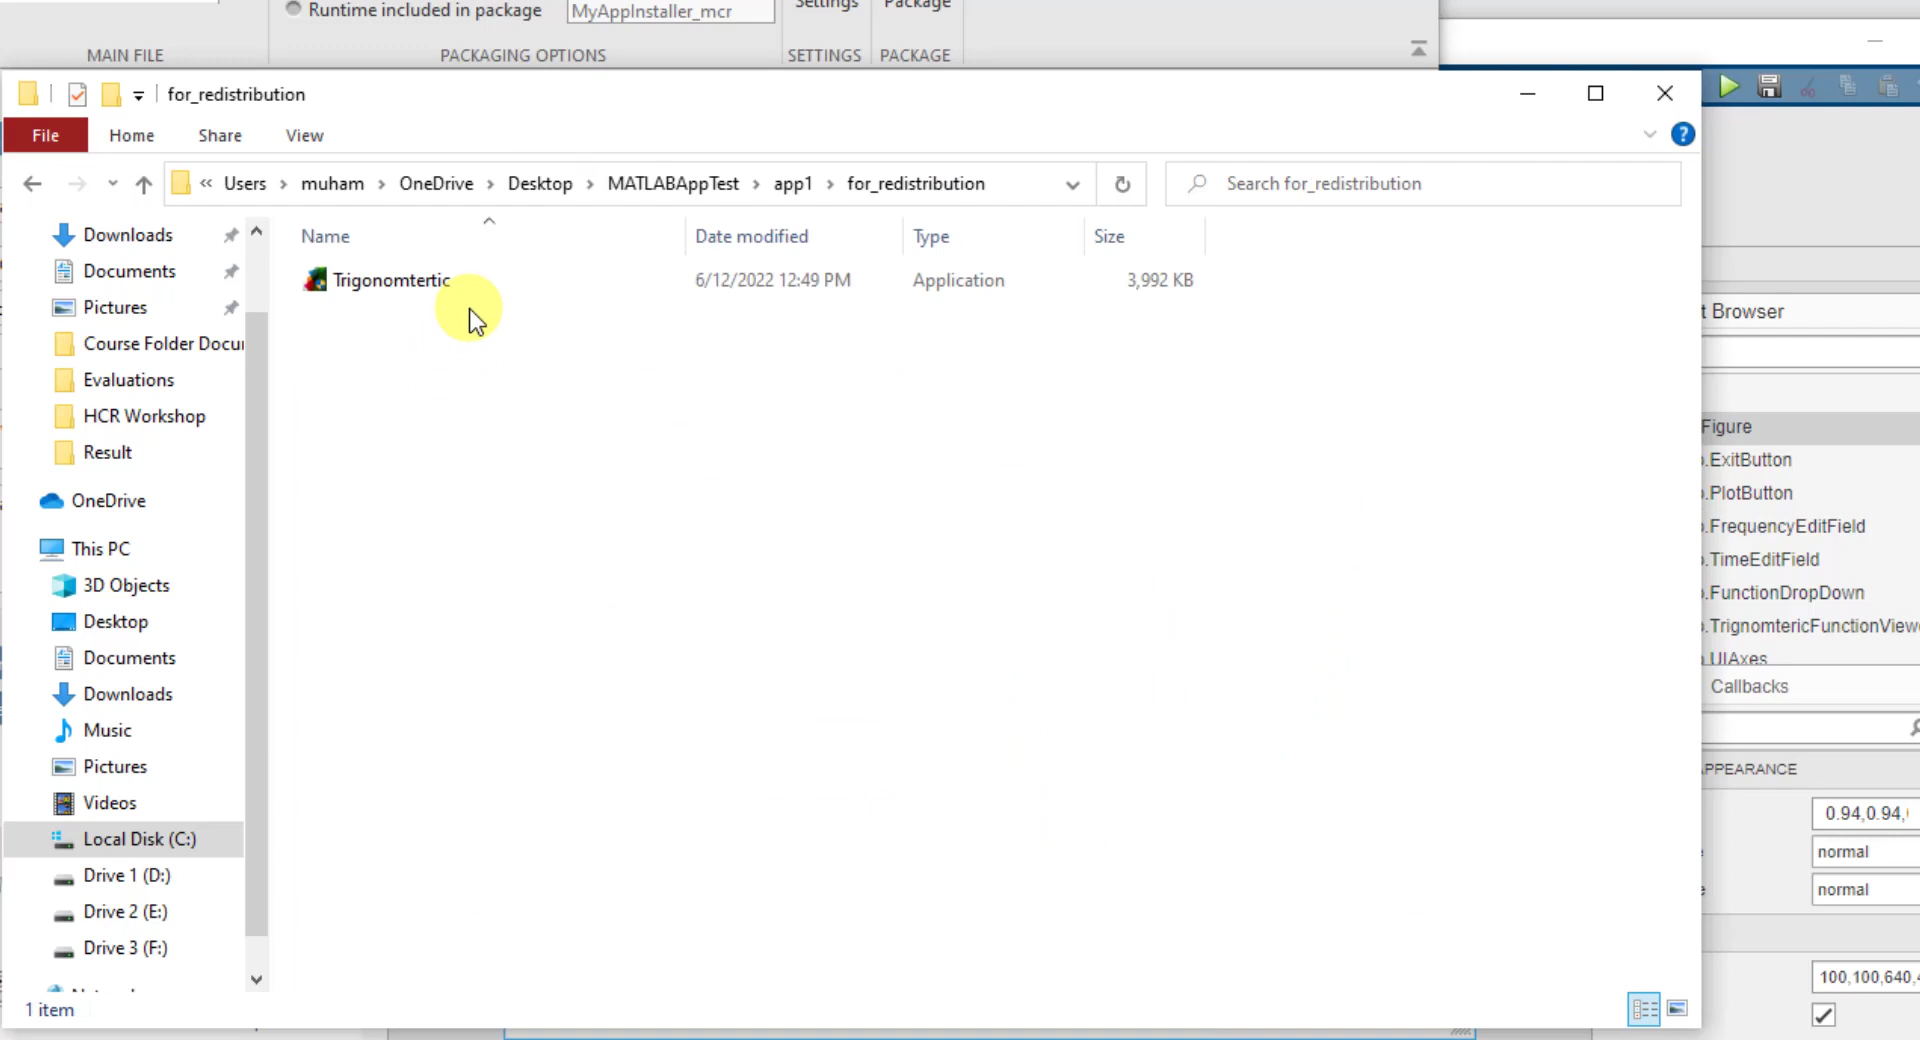 Runtime included in package
MyAppInstaller_mcr
Settings
Package
MAIN FILE
PACKAGING OPTIONS
SETTINGS
PACKAGE
for_redistribution
File
Home
Share
View
?
« Users > muham > OneDrive > Desktop > MATLABAppTest > app1 > for_redistribution
Search for_redistribution
Name
Date modified
Type
Size
Trigonomtertic
6/12/2022 12:49 PM
Application
3,992 KB
Downloads
Documents
Pictures
Course Folder Docu
Evaluations
HCR Workshop
Result
OneDrive
This PC
3D Objects
Desktop
Documents
Downloads
Music
Pictures
Videos
Local Disk (C:)
Drive 1 (D:)
Drive 2 (E:)
Drive 3 (F:)
1 item
t Browser
Figure
.ExitButton
.PlotButton
.FrequencyEditField
.TimeEditField
.FunctionDropDown
.TrignomtericFunctionViewe
.UIAxes
Callbacks
APPEARANCE
0.94,0.94,
normal
normal
100,100,640,4